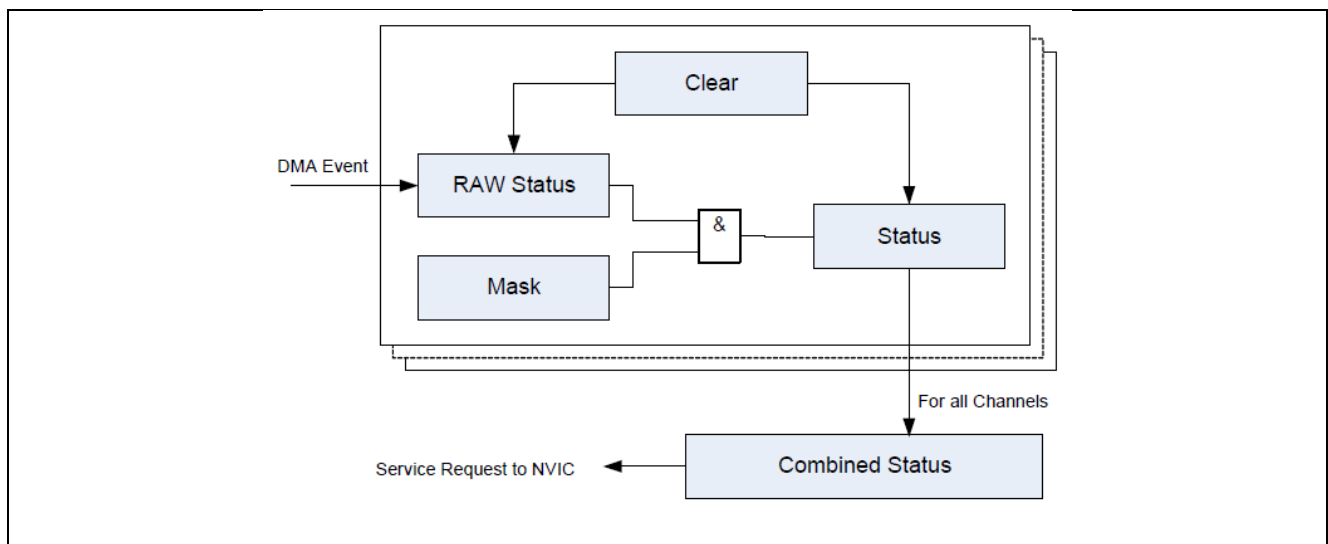 Clear
DMA Event
RAW Status
&
Status
Mask
For all Channels
Combined Status
Service Request to NVIC